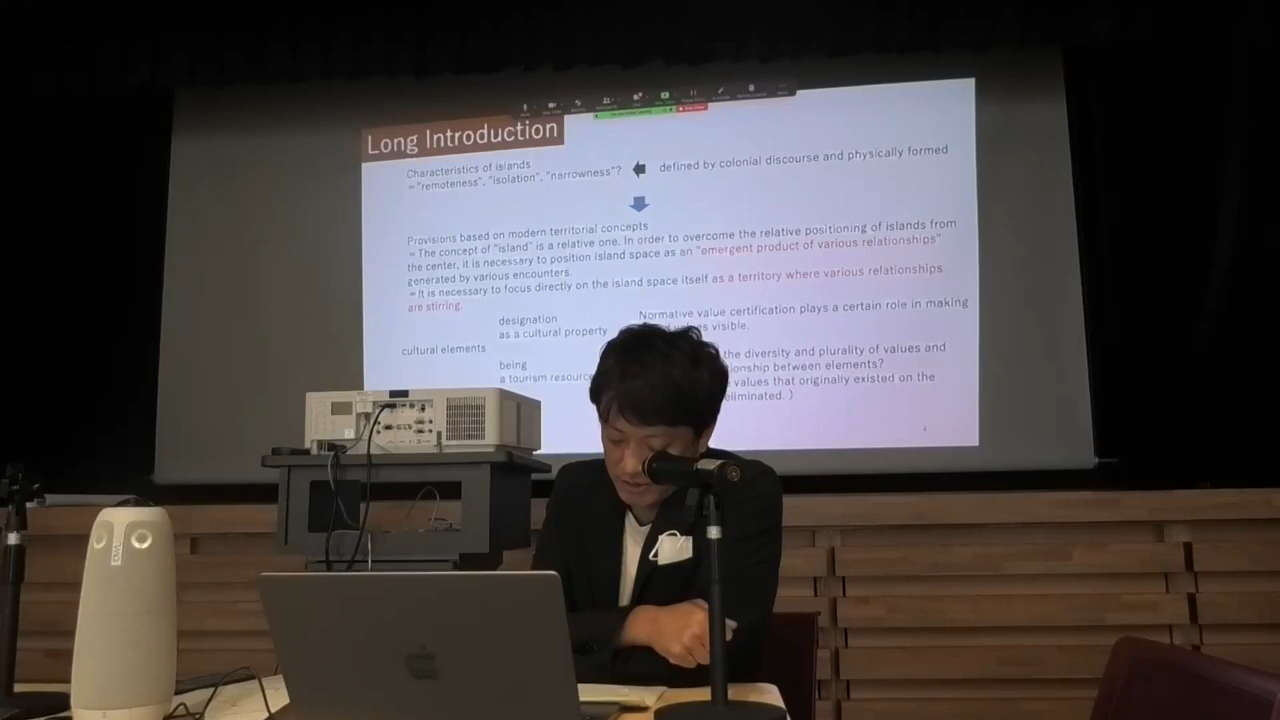 Long Introduction
Characteristics of islands
="remoteness", "isolation", "narrowness"?
defined by colonial discourse and physically formed
Provisions based on modern territorial concepts
= The concept of "island" is a relative one. In order to overcome the relative positioning of islands from
the center, it is necessary to position island space as an "emergent product of various relationships"
generated by various encounters.
= It is necessary to focus directly on the island space itself as a territory where various relationships
are stirring.
designation
as a cultural property
Normative value certification plays a certain role in making
visible.
cultural elements
being
a tourism resource
the diversity and plurality of values and
between elements?
values that originally existed on the
eliminated. )
OWL